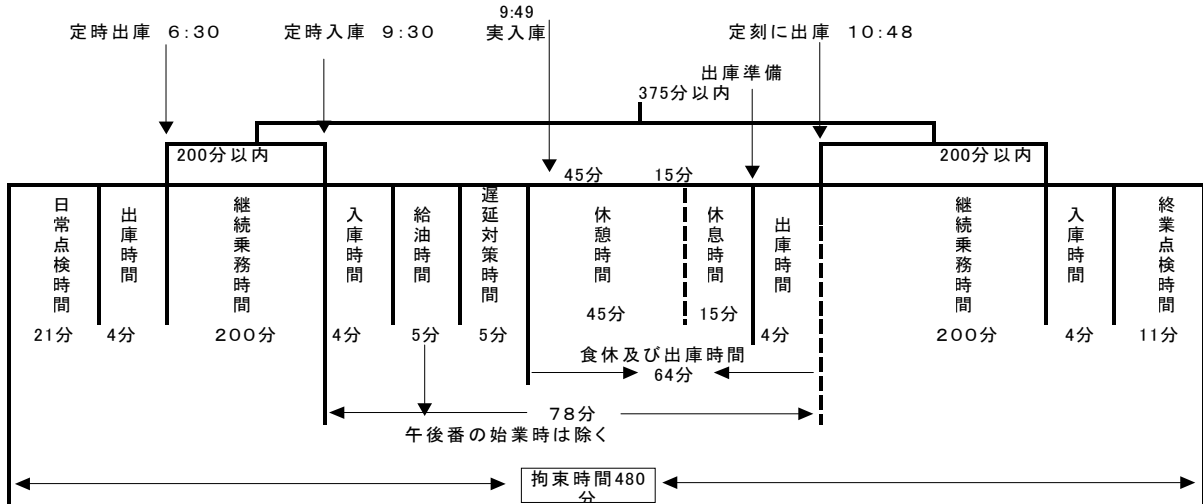 9:49
定時出庫 6:30
定時入庫 9:30
実入庫
定刻に出庫 10:48
出庫準備
375分以内
200分以内
200分以内
45分
15分
日常点検時間
出庫時間
継続乗務時間
入庫時間
給油時間
遅延対策時間
休憩時間
休息時間
出庫時間
継続乗務時間
入庫時間
終業点検時間
45分
15分
21分
4分
200分
4分
5分
5分
4分
200分
4分
11分
食休及び出庫時間
64分
78分
午後番の始業時は除く
拘束時間480
分